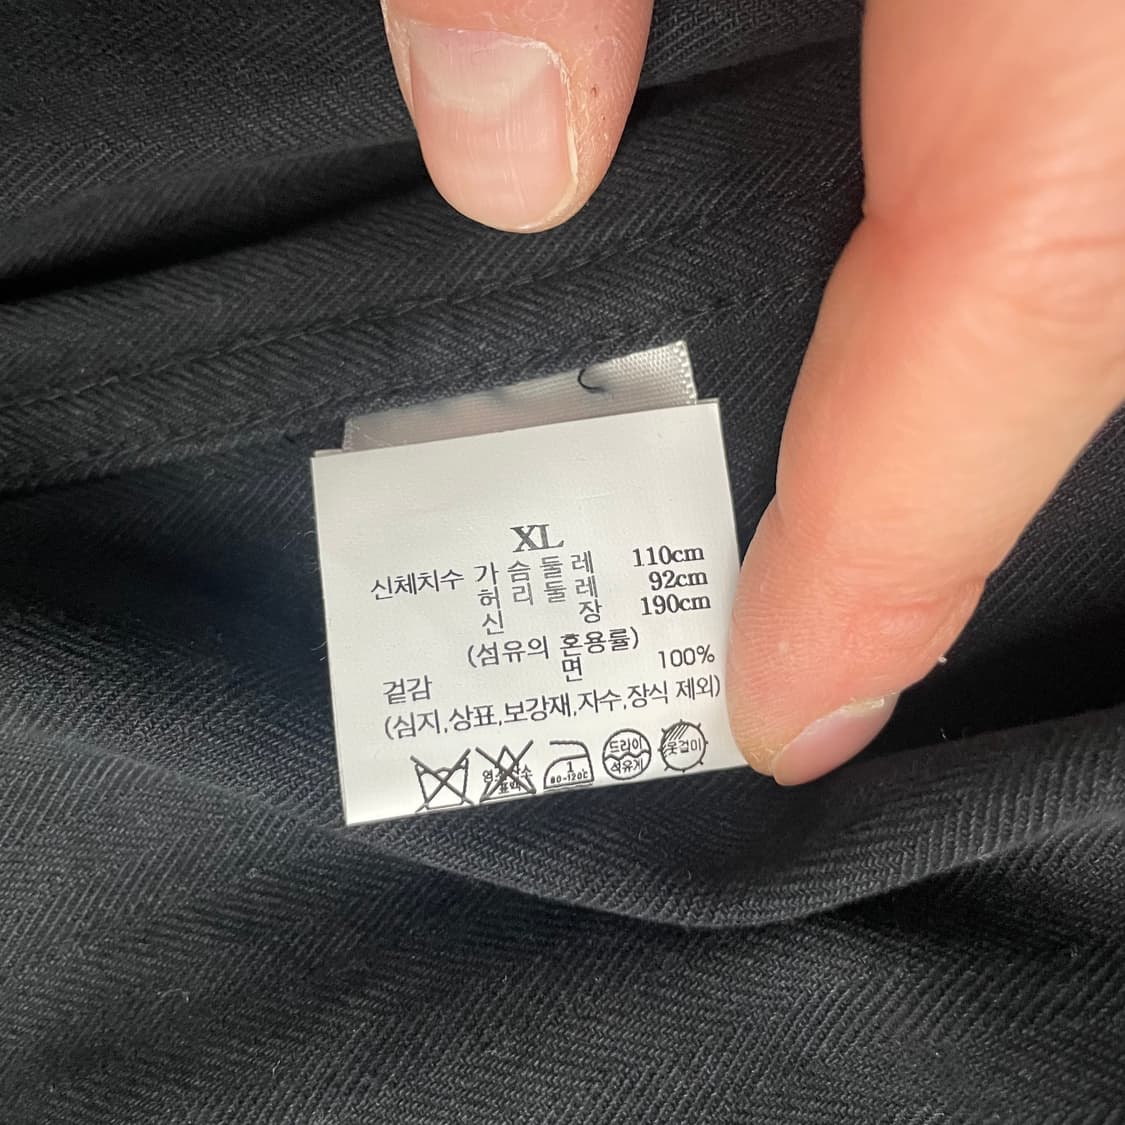 XL
신체치수 가슴둘레 110cm
허리둘레 92cm
신장 190cm
(섬유의 혼용률)
겉감 면 100%
(심지,상표,보강재,자수,장식 제외)
1 80-120℃ 드라이 석유계 옷걸이